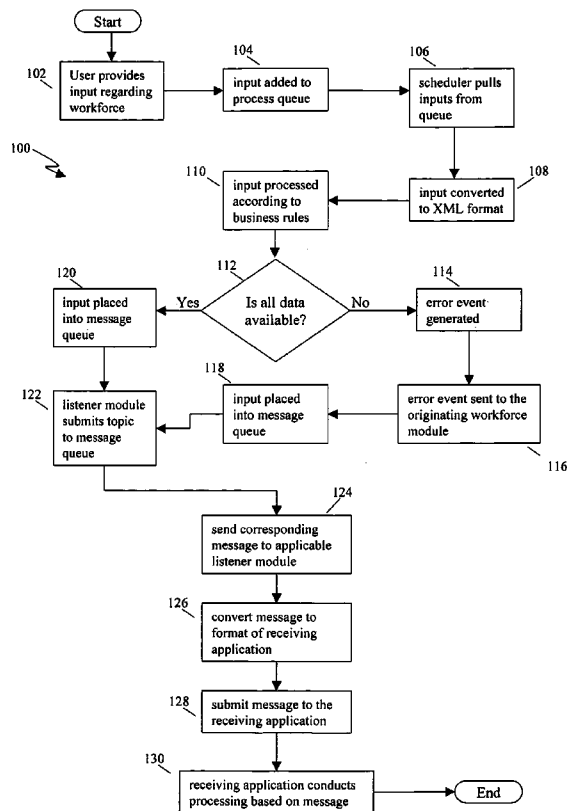 Start
102
User provides
input regarding
workforce
104
input added to
process queue
106
scheduler pulls
inputs from
queue
100
110
input processed
according to
business rules
108
input converted
to XML format
112
Is all data
available?
Yes
No
120
input placed
into message
queue
114
error event
generated
122
listener module
submits topic
to message
queue
118
input placed
into message
queue
error event sent to the
originating workforce
module
116
124
send corresponding
message to applicable
listener module
126
convert message to
format of receiving
application
128
submit message to the
receiving application
130
receiving application conducts
processing based on message
End